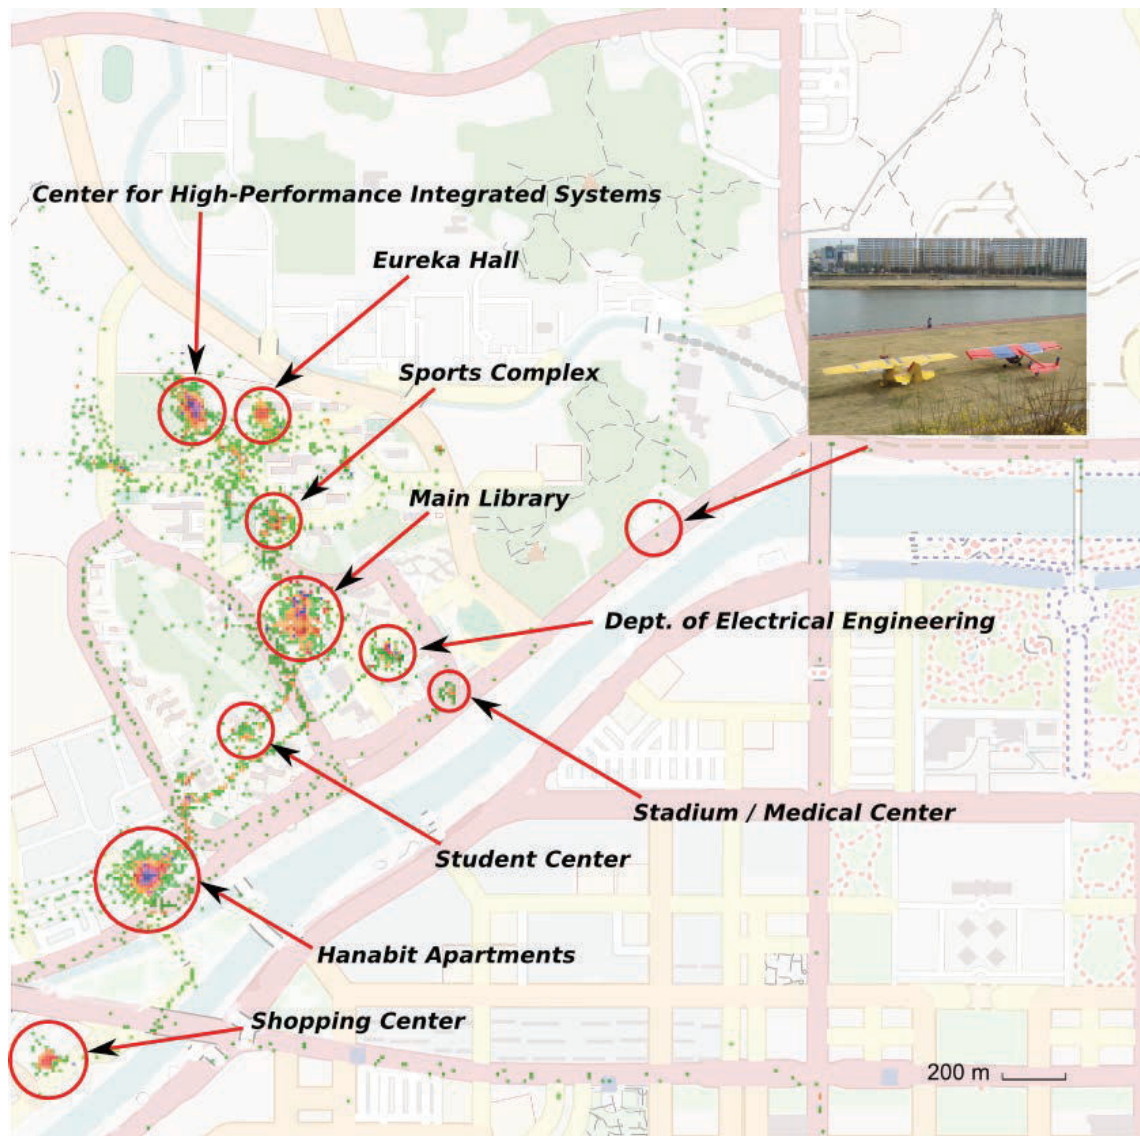 Center for High-Performance Integrated Systems
Eureka Hall
Sports Complex
Main Library
Dept. of Electrical Engineering
Stadium / Medical Center
Student Center
Hanabit Apartments
Shopping Center
200 m